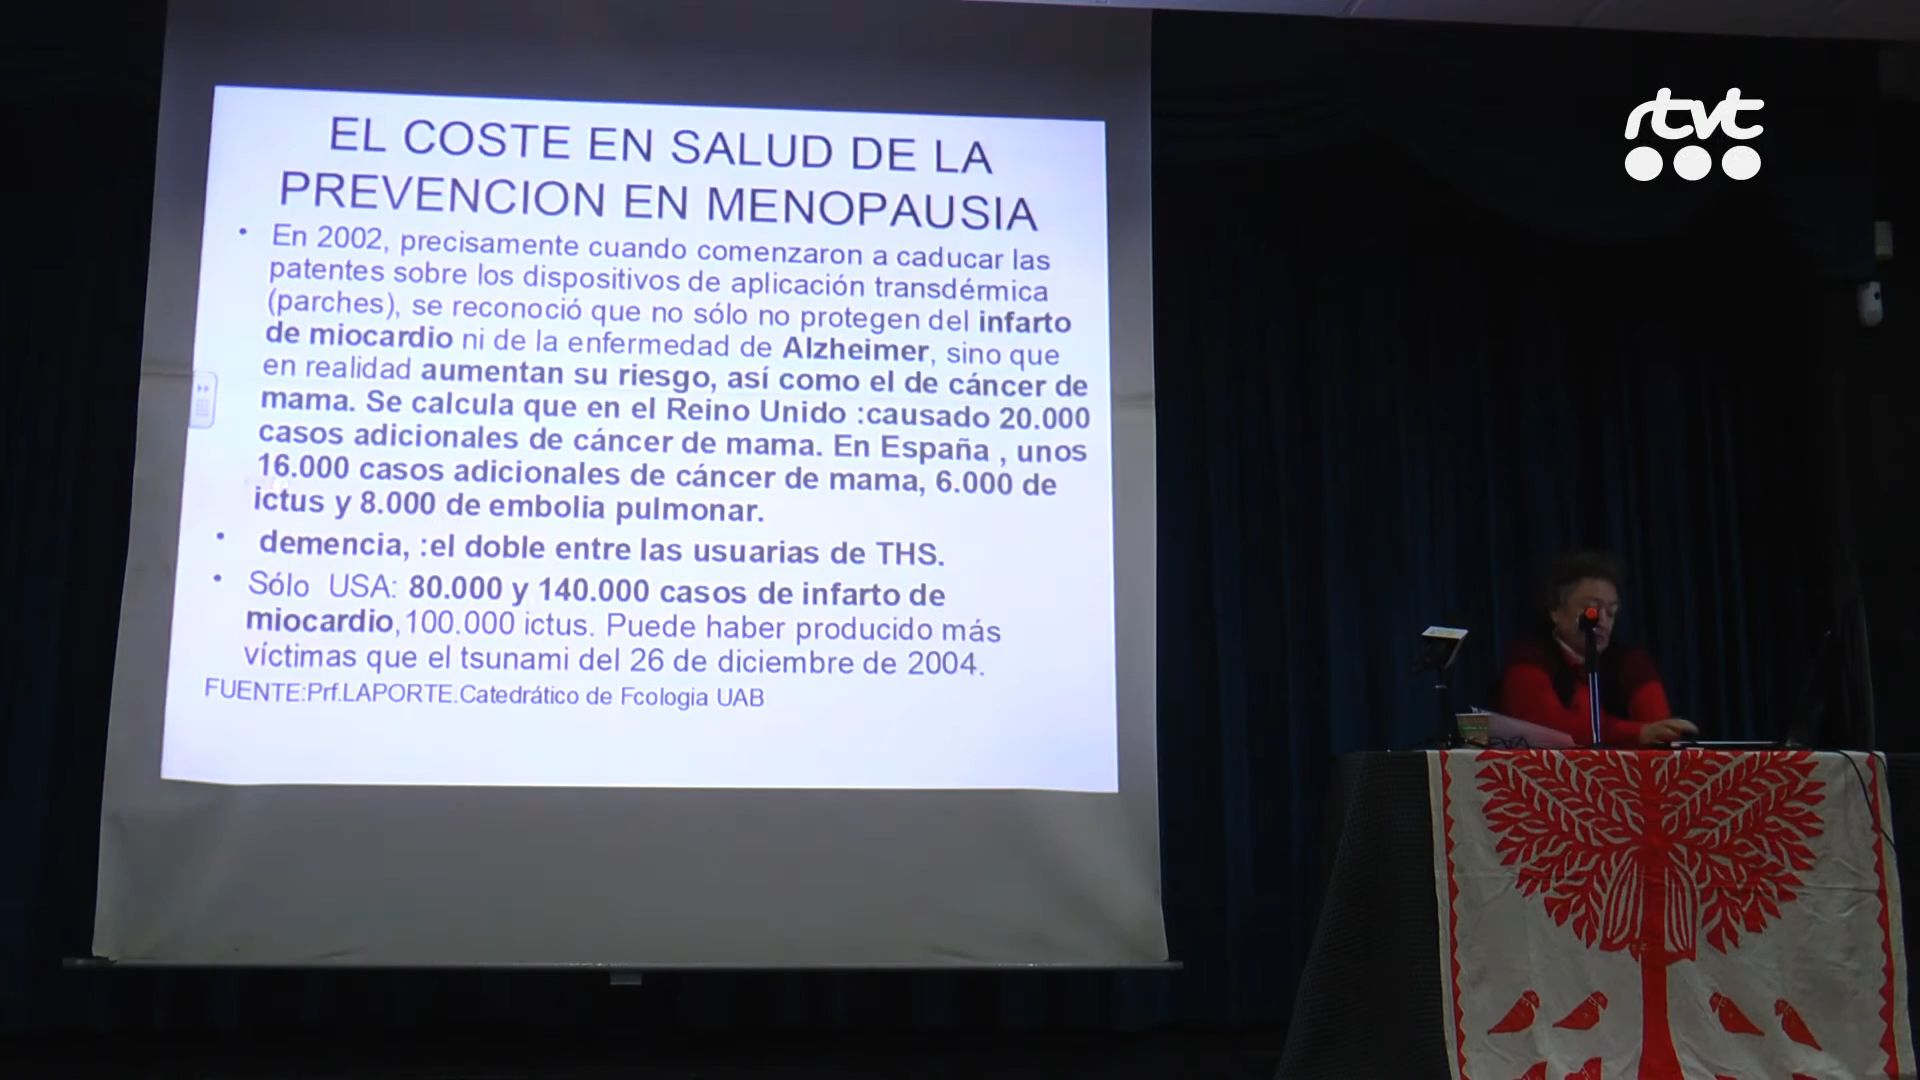 rtvt
EL COSTE EN SALUD DE LA
PREVENCION EN MENOPAUSIA
• En 2002, precisamente cuando comenzaron a caducar las
patentes sobre los dispositivos de aplicación transdérmica
(parches), se reconoció que no sólo no protegen del infarto
de miocardio ni de la enfermedad de Alzheimer, sino que
en realidad aumentan su riesgo, así como el de cáncer de
mama. Se calcula que en el Reino Unido :causado 20.000
casos adicionales de cáncer de mama. En España , unos
16.000 casos adicionales de cáncer de mama, 6.000 de
ictus y 8.000 de embolia pulmonar.
• demencia, :el doble entre las usuarias de THS.
• Sólo USA: 80.000 y 140.000 casos de infarto de
miocardio,100.000 ictus. Puede haber producido más
víctimas que el tsunami del 26 de diciembre de 2004.
FUENTE:Prf.LAPORTE.Catedrático de Fcologia UAB